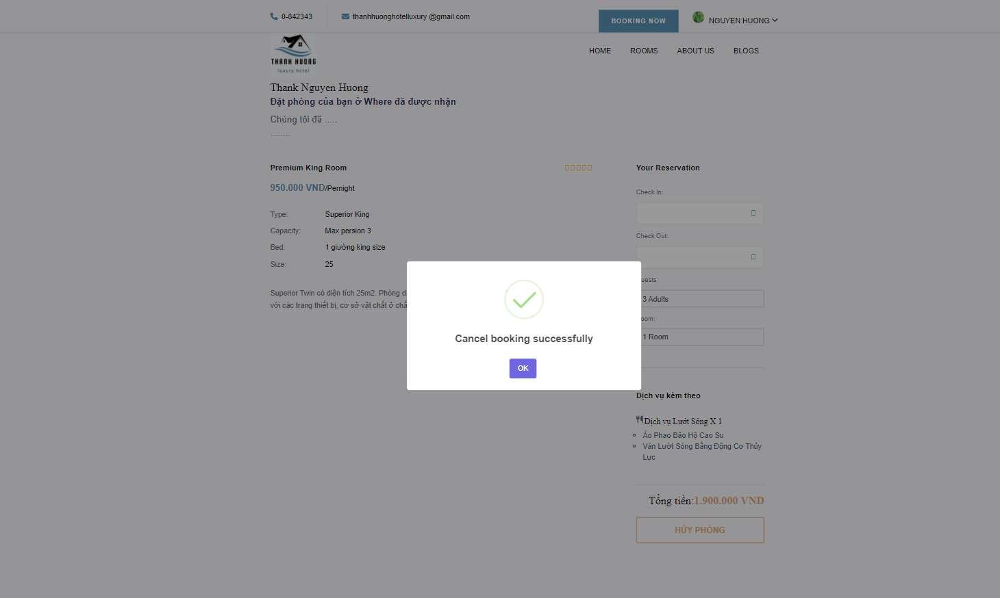 0-842343
thanhhuonghotelluxury @gmail.com
BOOKING NOW
NGUYEN HUONG
THANH HUONG
luxury hotel
HOME ROOMS ABOUT US BLOGS
Thank Nguyen Huong
Đặt phòng của bạn ở Where đã được nhận
Chúng tôi đã .....
........
Premium King Room
950.000 VND/Pernight
Type: Superior King
Capacity: Max persion 3
Bed: 1 giường king size
Size: 25
Superior Twin có diện tích 25m2. Phòng
với các trang thiết bị, cơ sở vật chất ở
Your Reservation
Check In:
Check Out:
uests:
3 Adults
oom:
1 Room
Cancel booking successfully
OK
Dịch vụ kèm theo
Dịch vụ Lướt Sóng X 1
Áo Phao Bảo Hộ Cao Su
Ván Lướt Sóng Bằng Động Cơ Thủy
Lực
Tổng tiền:1.900.000 VND
HỦY PHÒNG